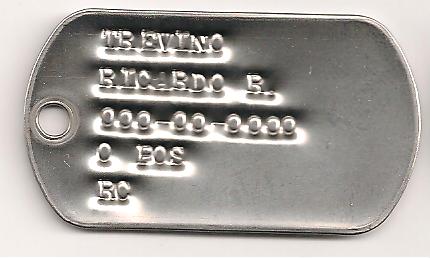 TREVINO
RICARDO R.
000-00-0000
O POS
RC